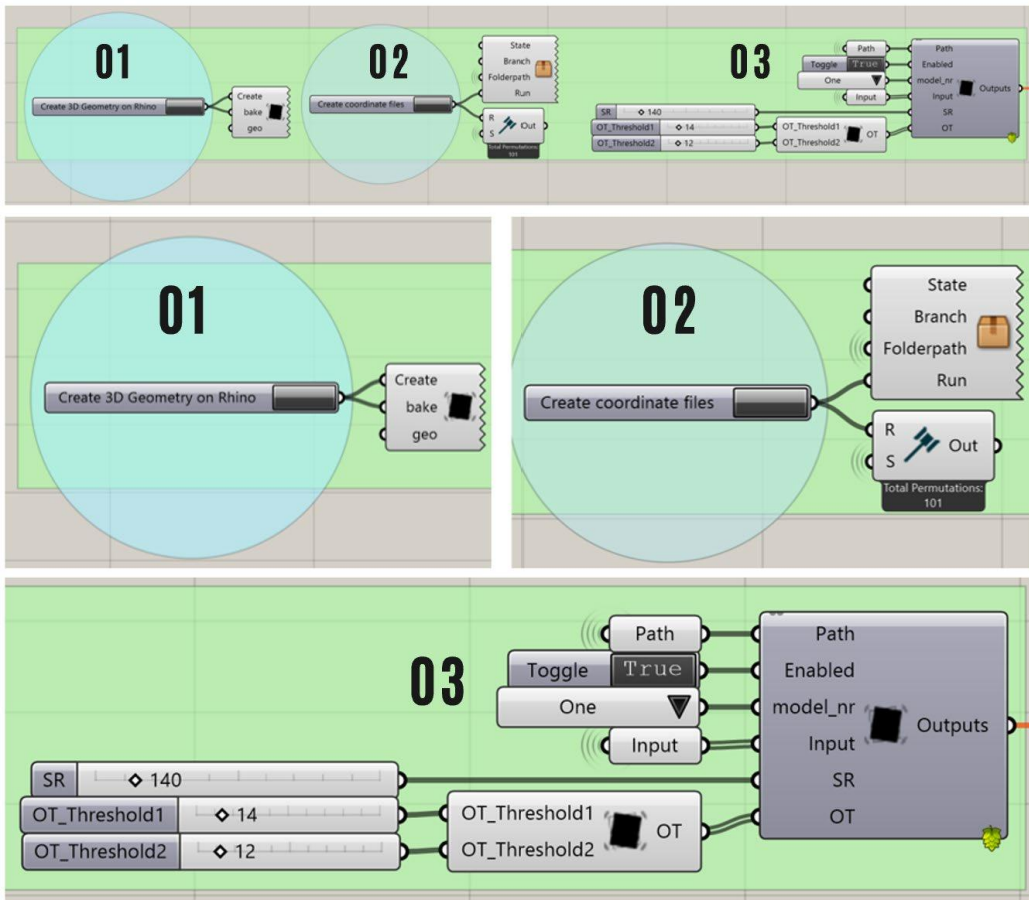 01
Create 3D Geometry on Rhino
Create
bake
geo
02
Create coordinate files
State
Branch
Folderpath
Run
R
S
Out
Total Permutations:
101
03
Path
Toggle True
One
Input
SR 140
OT_Threshold1 14
OT_Threshold2 12
OT_Threshold1
OT_Threshold2
OT
Path
Enabled
model_nr
Input
SR
OT
Outputs
01
Create 3D Geometry on Rhino
Create
bake
geo
02
Create coordinate files
State
Branch
Folderpath
Run
R
S
Out
Total Permutations:
101
03
Path
Toggle True
One
Input
SR 140
OT_Threshold1 14
OT_Threshold2 12
OT_Threshold1
OT_Threshold2
OT
Path
Enabled
model_nr
Input
SR
OT
Outputs